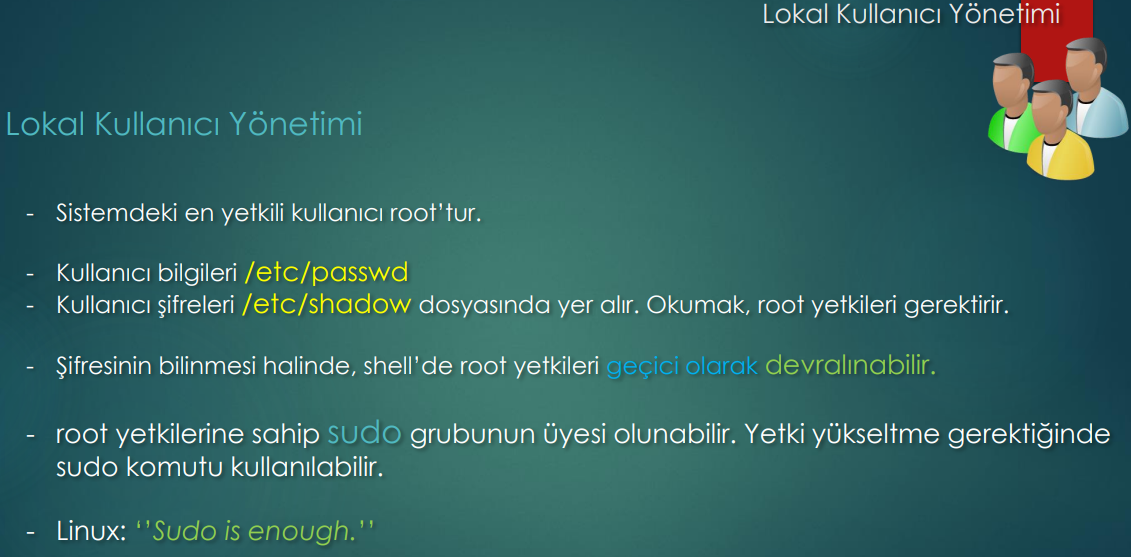 Lokal Kullanıcı Yönetimi
Lokal Kullanıcı Yönetimi
- Sistemdeki en yetkili kullanıcı root’tur.
- Kullanıcı bilgileri /etc/passwd
- Kullanıcı şifreleri /etc/shadow dosyasında yer alır. Okumak, root yetkileri gerektirir.
- Şifresinin bilinmesi halinde, shell’de root yetkileri geçici olarak devralınabilir.
- root yetkilerine sahip sudo grubunun üyesi olunabilir. Yetki yükseltme gerektiğinde
sudo komutu kullanılabilir.
- Linux: ‘’Sudo is enough.’’